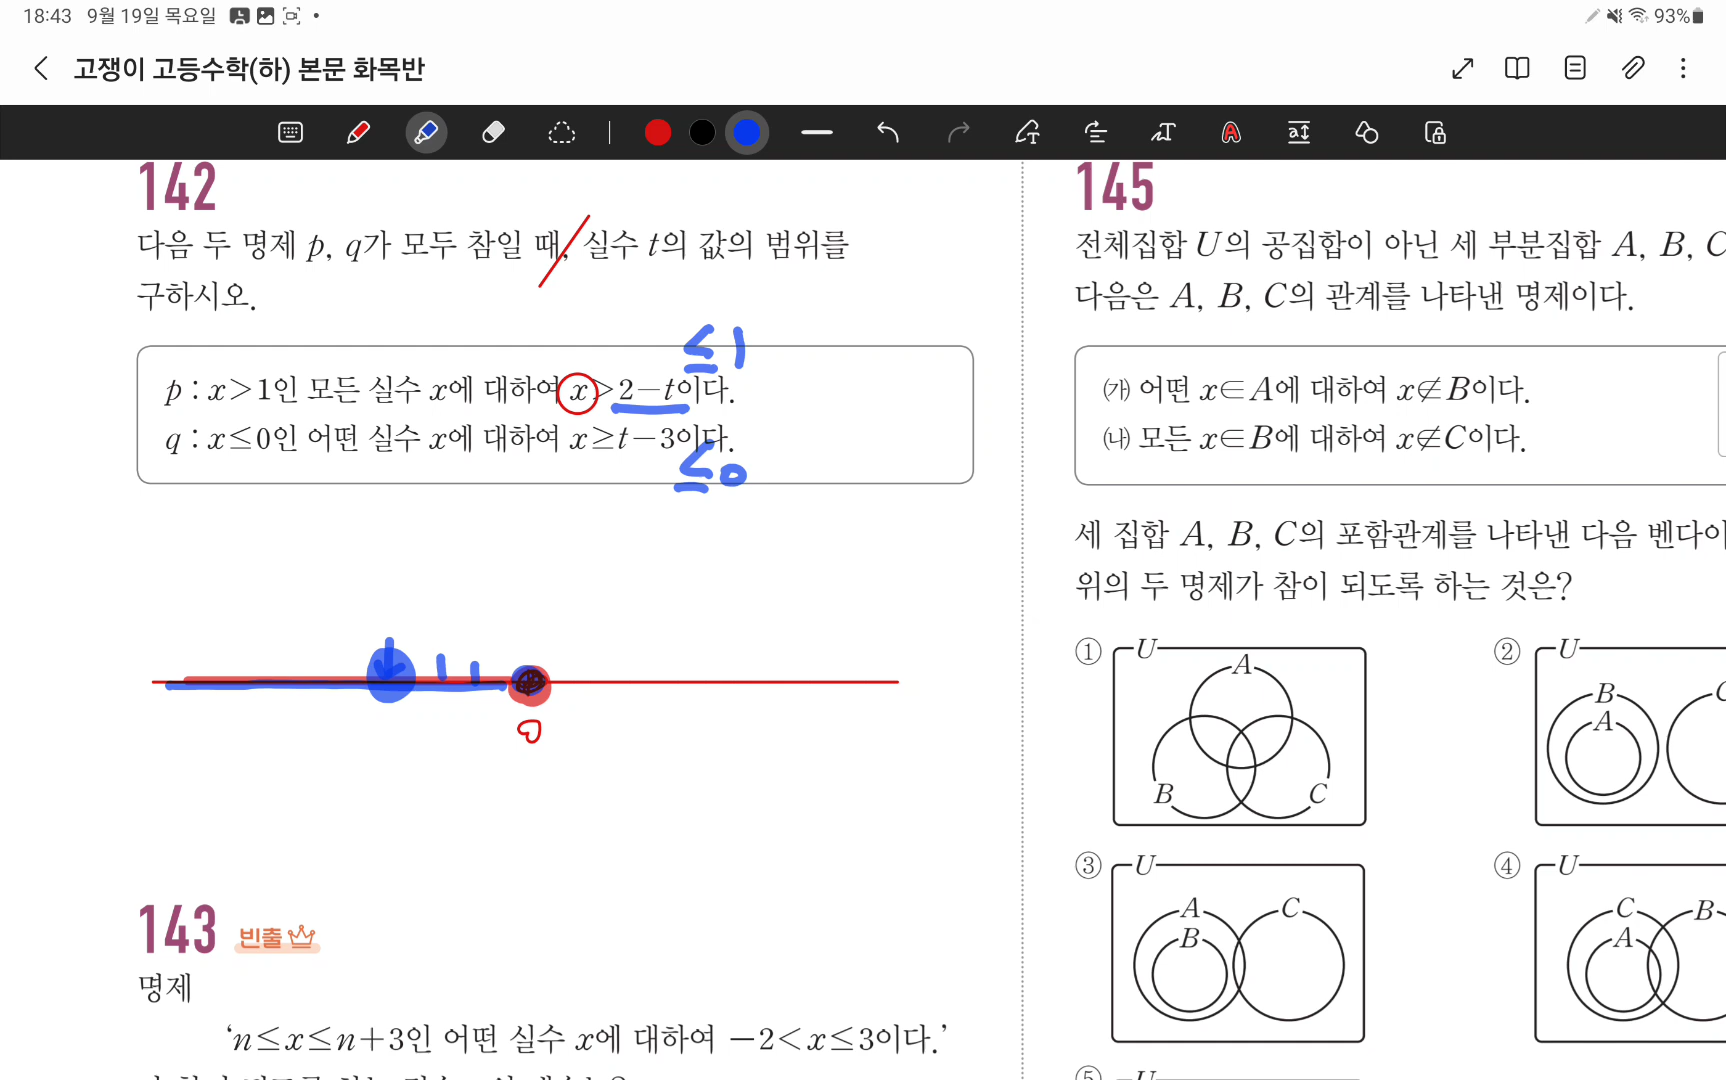 18:43 9월 19일 목요일 93%
고쟁이 고등수학(하) 본문 화목반
142
다음 두 명제 p, q가 모두 참일 때, 실수 t의 값의 범위를
구하시오.
≤1
p : x>1인 모든 실수 x에 대하여 x>2-t이다.
q : x≤0인 어떤 실수 x에 대하여 x≥t-3이다.
≤0
143 빈출
명제
‘n≤x≤n+3인 어떤 실수 x에 대하여 -2<x≤3이다.’
145
전체집합 U의 공집합이 아닌 세 부분집합 A, B, C
다음은 A, B, C의 관계를 나타낸 명제이다.
㈎ 어떤 x∈A에 대하여 x∉B이다.
㈏ 모든 x∈B에 대하여 x∉C이다.
세 집합 A, B, C의 포함관계를 나타낸 다음 벤다이
위의 두 명제가 참이 되도록 하는 것은?
① U A B C
② U B A C
③ U A B C
④ U C A B
⑤ U